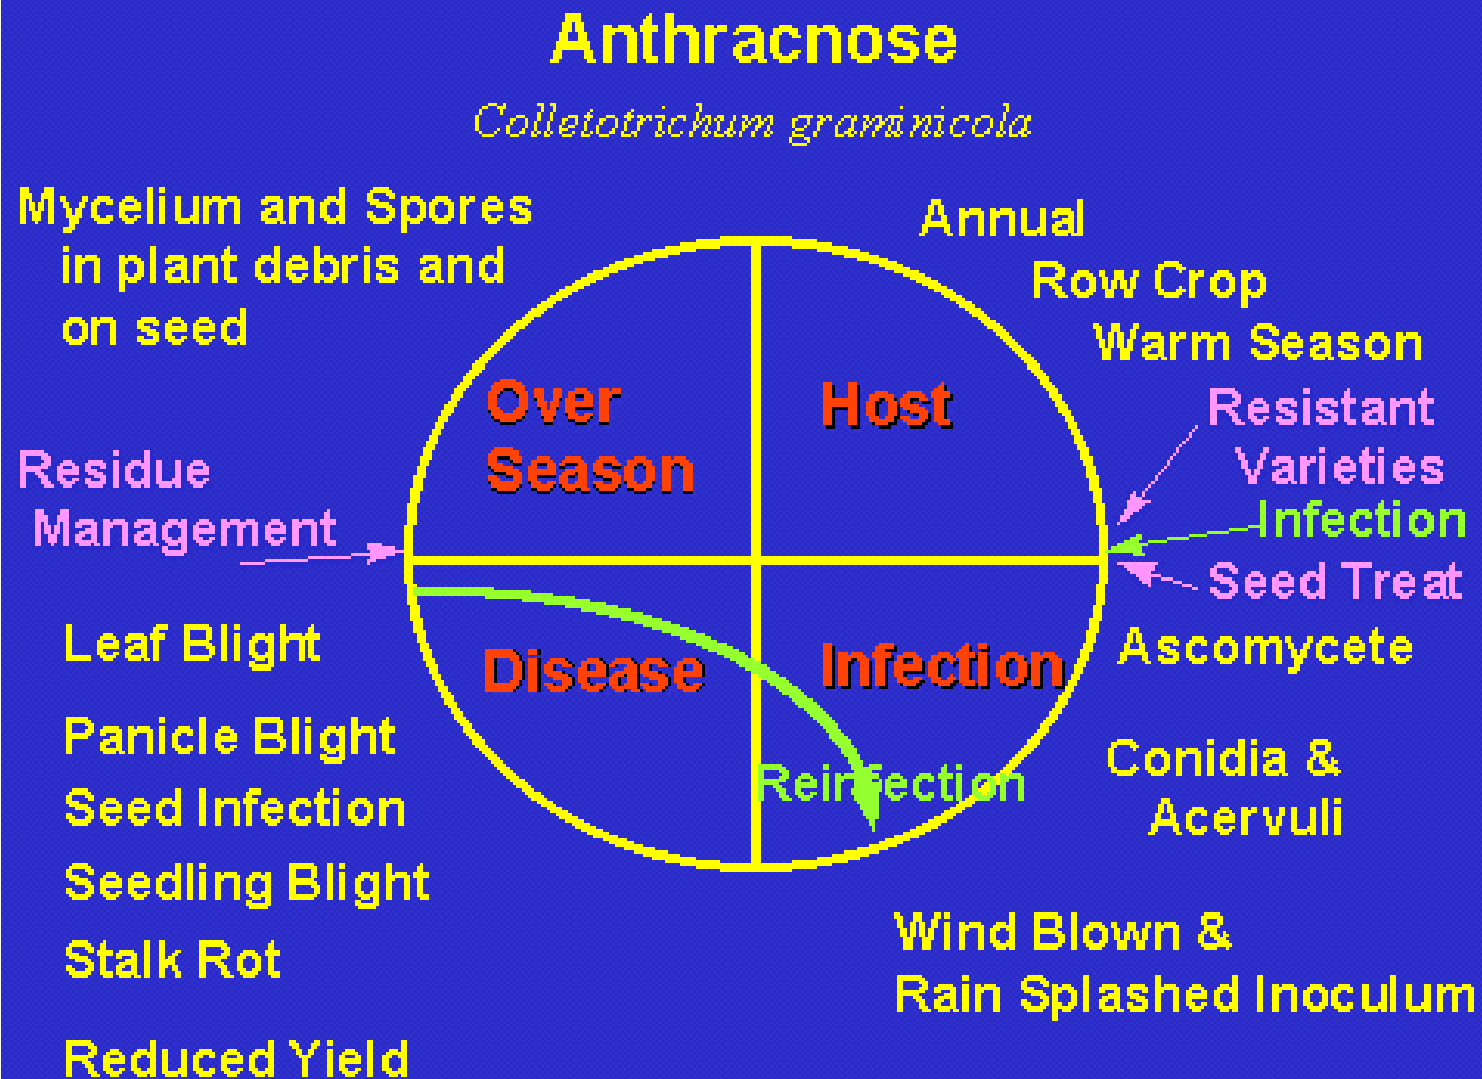 Anthracnose
Colletotrichum graminicola
Mycelium and Spores
in plant debris and
on seed
Annual
Row Crop
Warm Season
Over
Season
Host
Resistant
Varieties
Residue
Management
Infection
Seed Treat
Leaf Blight
Disease
Infection
Ascomycete
Panicle Blight
Reinfection
Conidia &
Acervuli
Seed Infection
Seedling Blight
Stalk Rot
Wind Blown &
Rain Splashed Inoculum
Reduced Yield